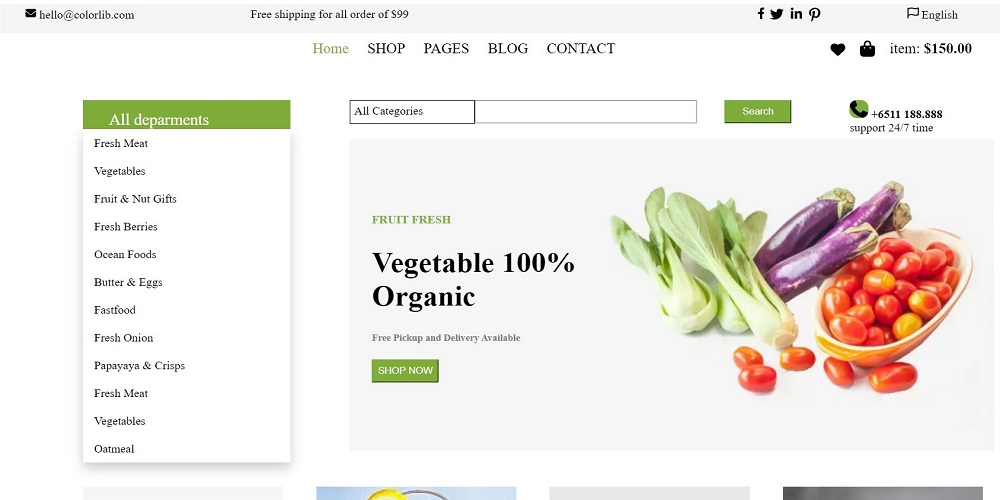 hello@colorlib.com
Free shipping for all order of $99
English
Home SHOP PAGES BLOG CONTACT
item: $150.00
All deparments
Fresh Meat
Vegetables
Fruit & Nut Gifts
Fresh Berries
Ocean Foods
Butter & Eggs
Fastfood
Fresh Onion
Papayaya & Crisps
Fresh Meat
Vegetables
Oatmeal
All Categories
Search
+6511 188.888
support 24/7 time
FRUIT FRESH
Vegetable 100%
Organic
Free Pickup and Delivery Available
SHOP NOW